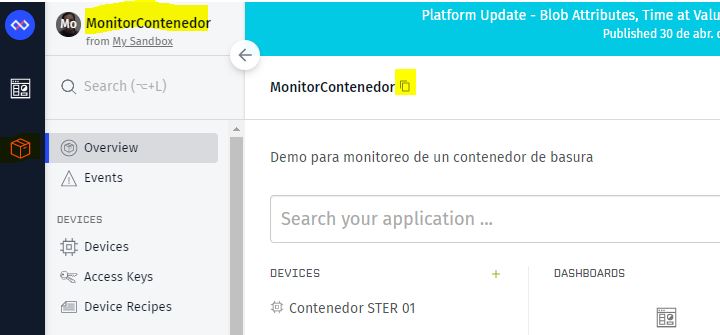 Mo MonitorContenedor
from My Sandbox
Platform Update - Blob Attributes, Time at Valu
Published 30 de abr. d
Search (⌥+L)
MonitorContenedor
Overview
Events
DEVICES
Devices
Access Keys
Device Recipes
Demo para monitoreo de un contenedor de basura
Search your application ...
DEVICES +
Contenedor STER 01
DASHBOARDS